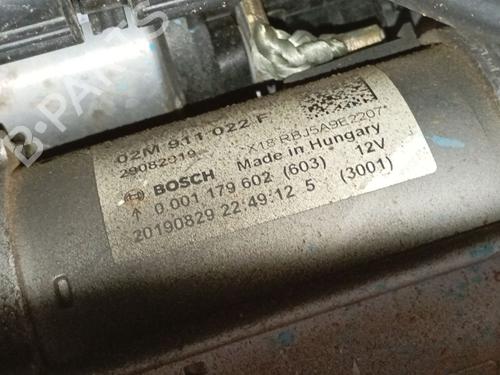 02M 911 022 F
29082019 X18 RBJ5A9E2207*
Made in Hungary
BOSCH
0 001 179 602 (603) 12V
20190829 22:49:12 5 (3001)
0
B-PARTS